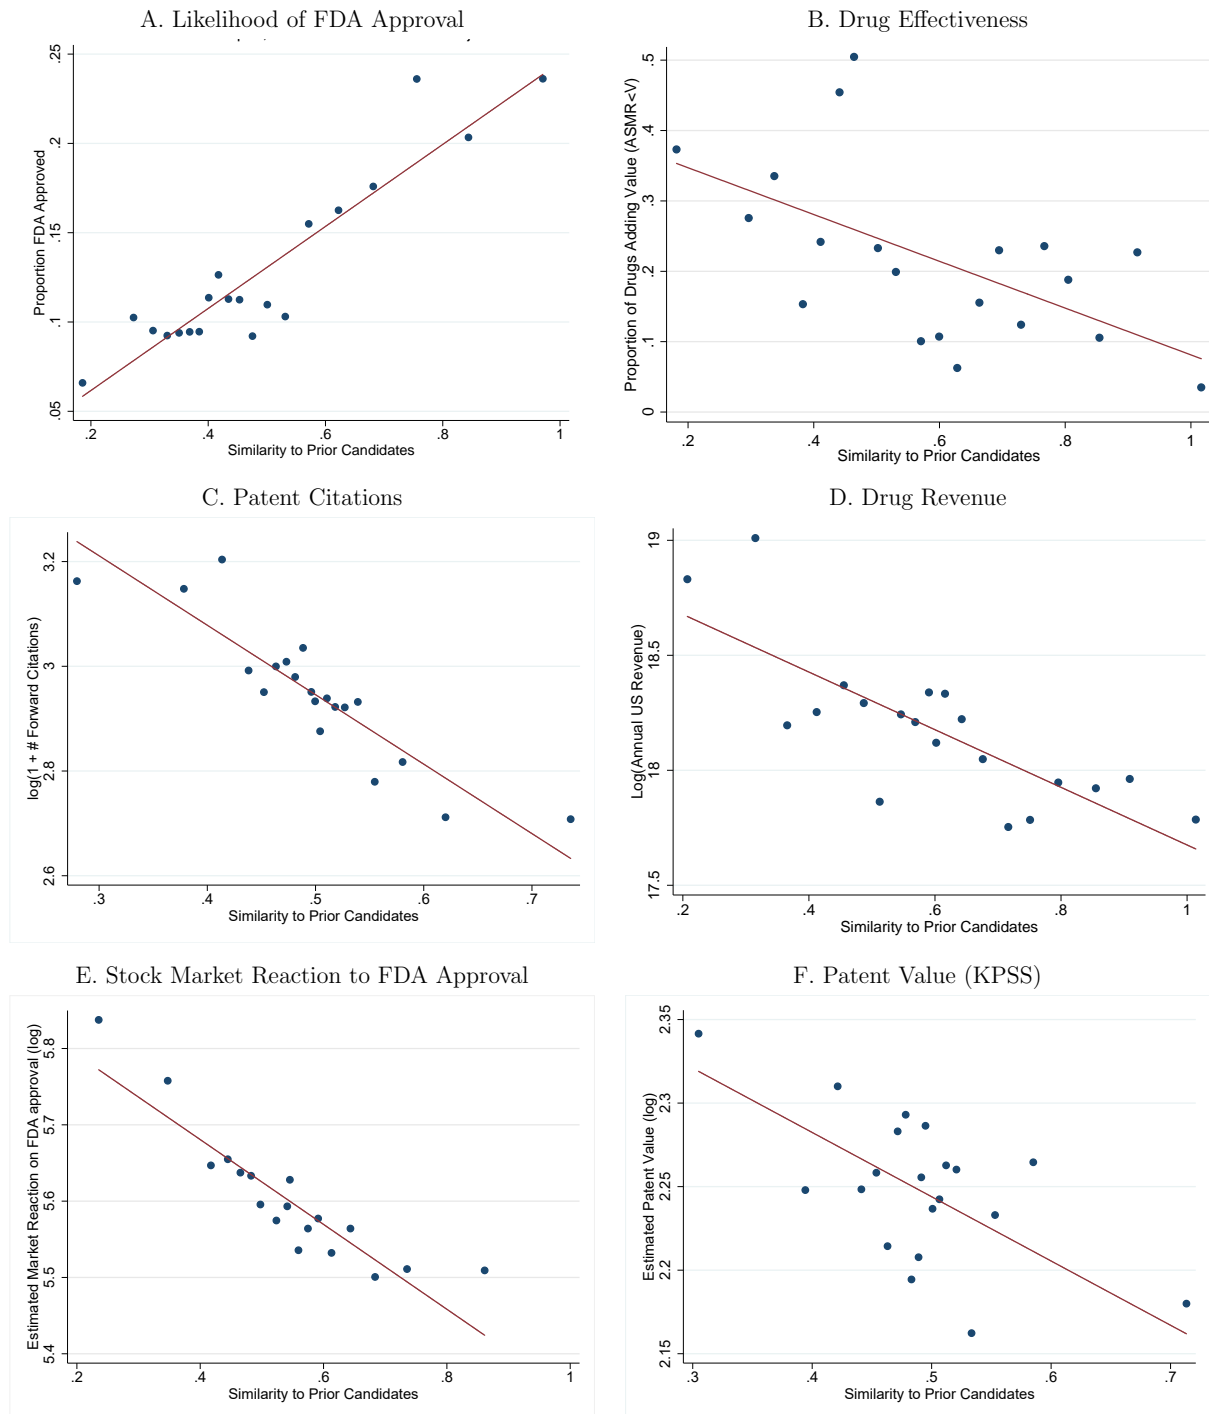 A. Likelihood of FDA Approval
Proportion FDA Approved
.25
.2
.15
.1
.05
.2 .4 .6 .8 1
Similarity to Prior Candidates
B. Drug Effectiveness
Proportion of Drugs Adding Value (ASMR<V)
.5
.4
.3
.2
.1
0
.2 .4 .6 .8 1
Similarity to Prior Candidates
C. Patent Citations
log(1 + # Forward Citations)
3.2
3
2.8
2.6
.3 .4 .5 .6 .7
Similarity to Prior Candidates
D. Drug Revenue
Log(Annual US Revenue)
19
18.5
18
17.5
.2 .4 .6 .8 1
Similarity to Prior Candidates
E. Stock Market Reaction to FDA Approval
Estimated Market Reaction on FDA approval (log)
5.8
5.7
5.6
5.5
5.4
.2 .4 .6 .8 1
Similarity to Prior Candidates
F. Patent Value (KPSS)
Estimated Patent Value (log)
2.35
2.3
2.25
2.2
2.15
.3 .4 .5 .6 .7
Similarity to Prior Candidates